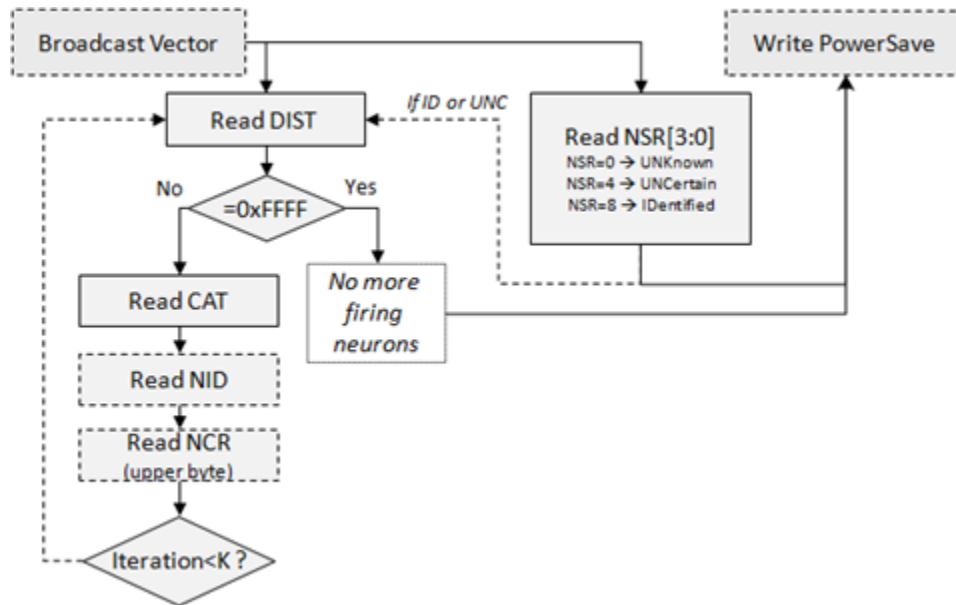 Broadcast Vector
Write PowerSave
If ID or UNC
Read DIST
Read NSR[3:0]
NSR=0 → UNKnown
NSR=4 → UNCertain
NSR=8 → IDentified
No
Yes
=0xFFFF
Read CAT
No more
firing
neurons
Read NID
Read NCR
(upper byte)
Iteration<K ?